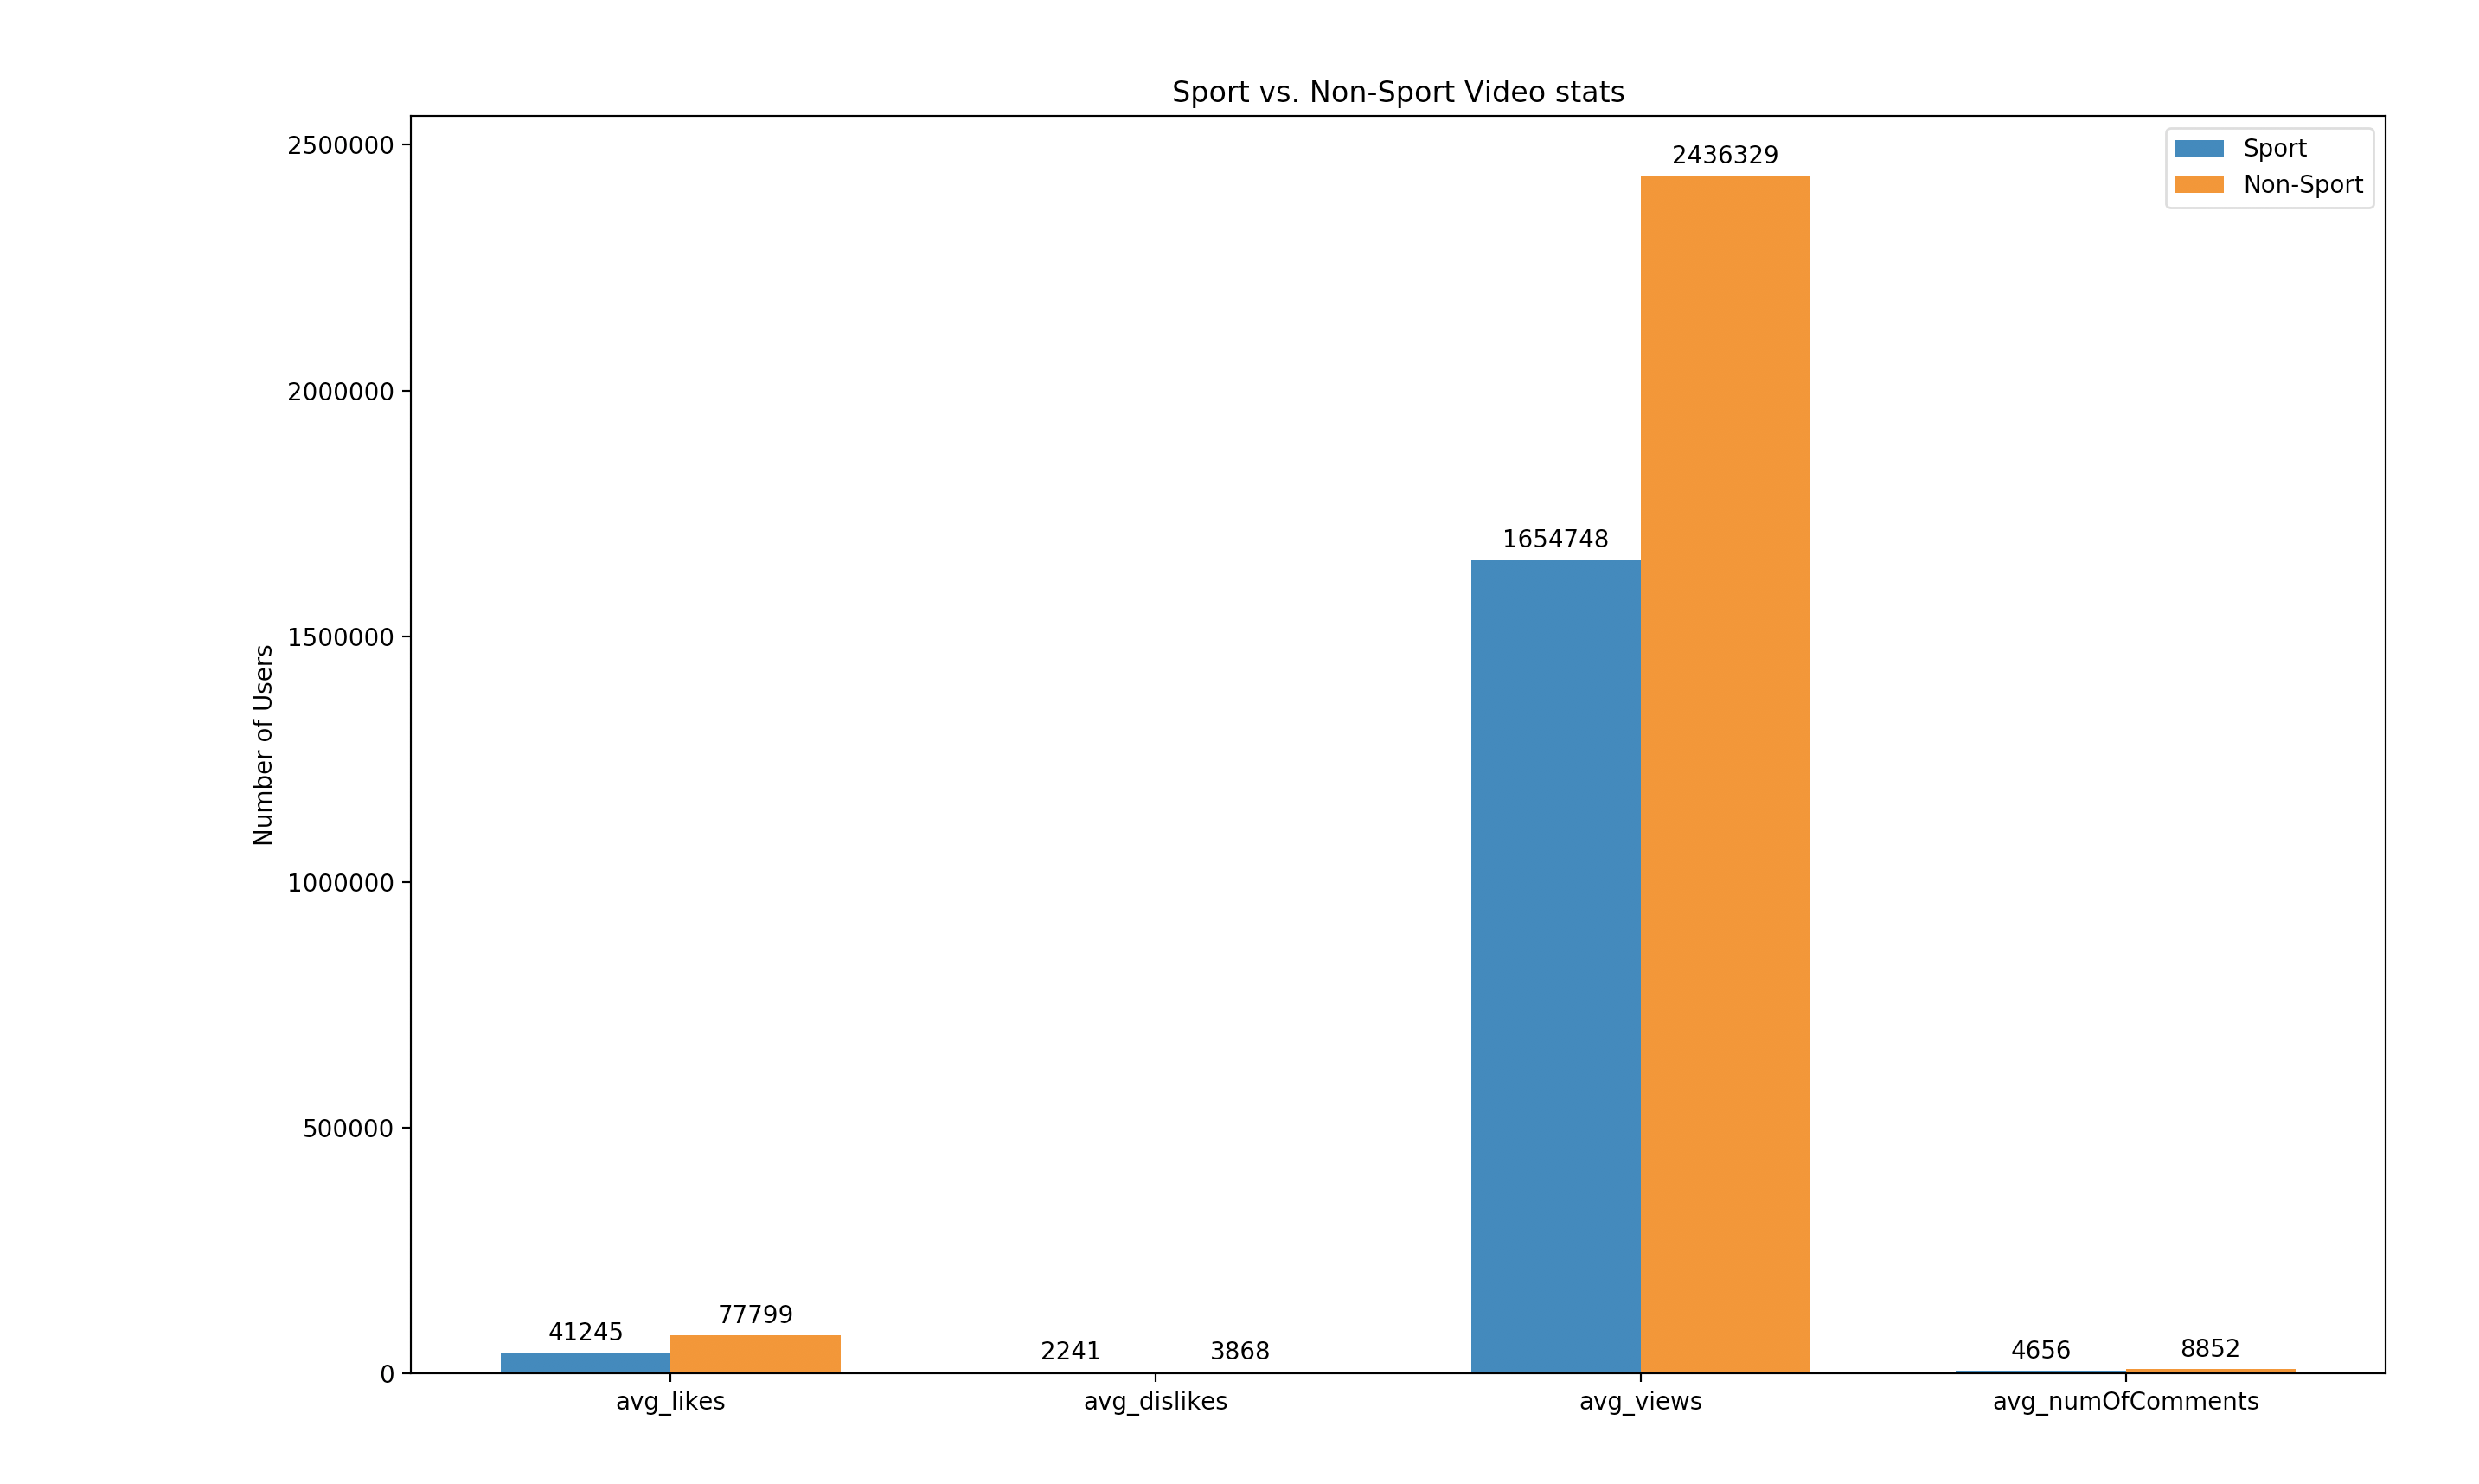 Sport vs. Non-Sport Video stats
2500000
2000000
1500000
1000000
500000
0
Number of Users
Sport
Non-Sport
41245
77799
2241
3868
1654748
2436329
4656
8852
avg_likes
avg_dislikes
avg_views
avg_numOfComments